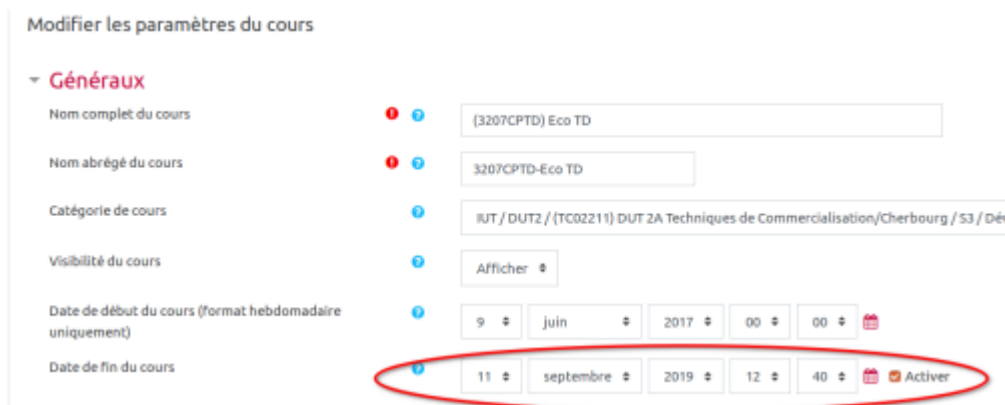 Modifier les paramètres du cours
Généraux
Nom complet du cours (3207CPTD) Eco TD
Nom abrégé du cours 3207CPTD-Eco TD
Catégorie de cours IUT / DUT2 / (TC02211) DUT 2A Techniques de Commercialisation/Cherbourg / S3 / Dév
Visibilité du cours Afficher
Date de début du cours (format hebdomadaire
uniquement) 9 juin 2017 00 00
Date de fin du cours 11 septembre 2019 12 40 Activer